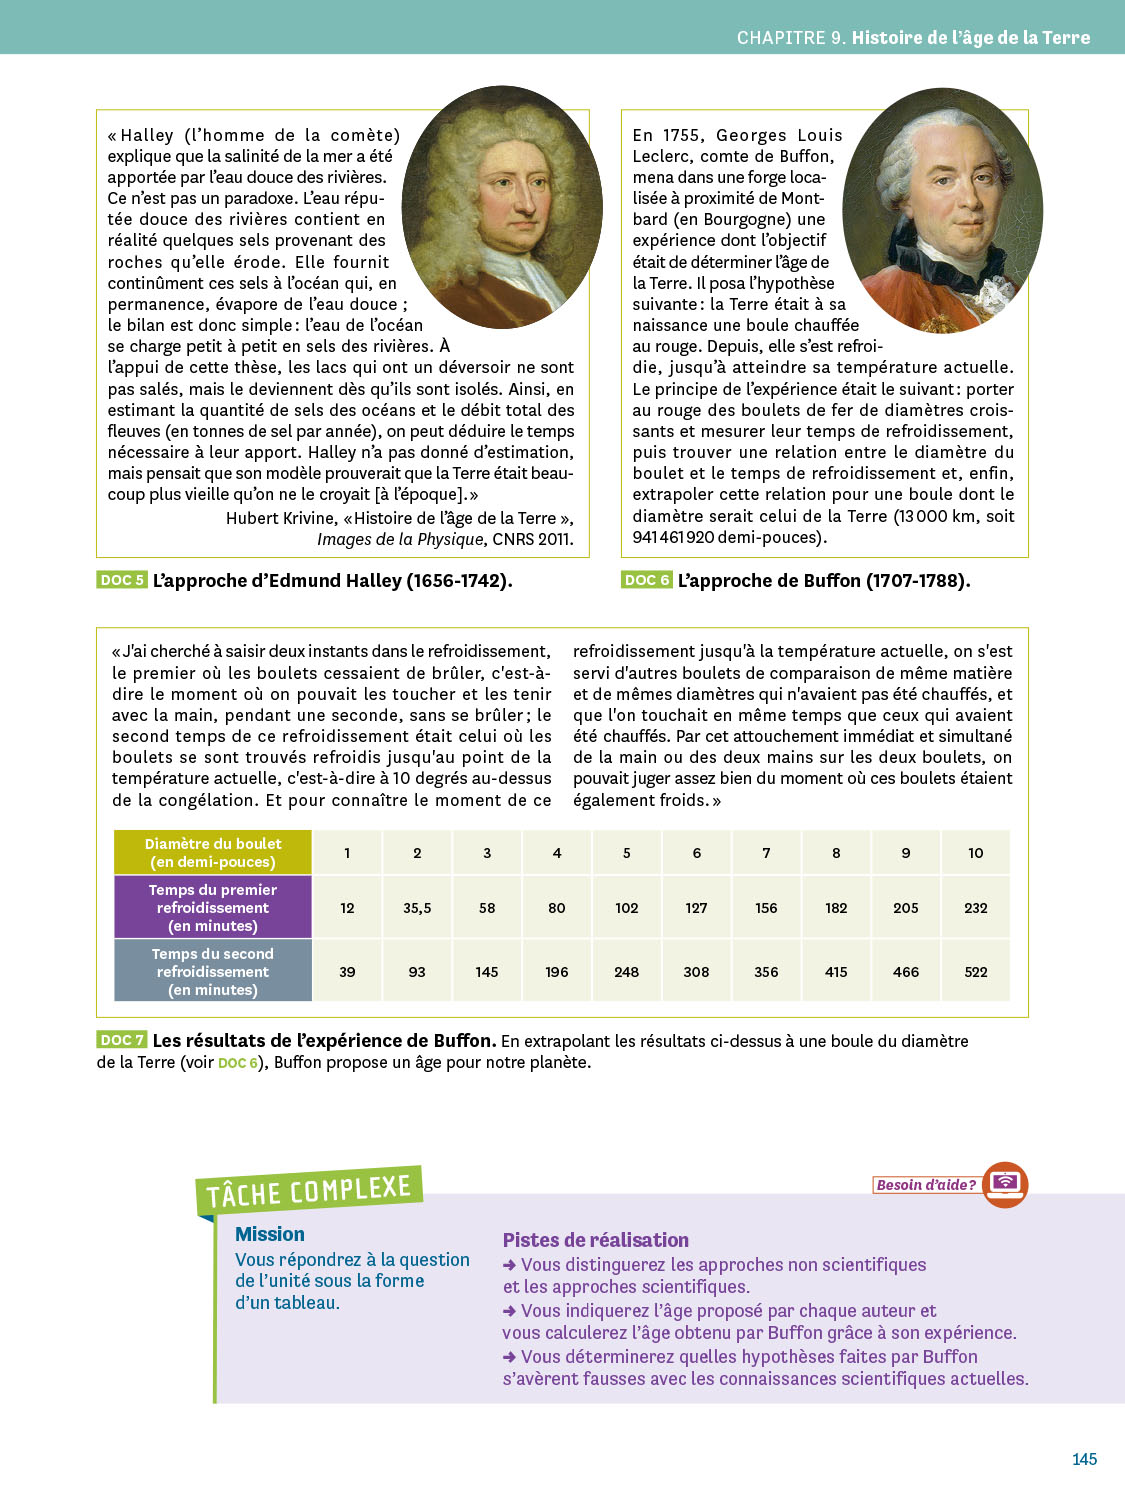 CHAPITRE 9. Histoire de l’âge de la Terre
« Halley (l’homme de la comète)
explique que la salinité de la mer a été
apportée par l’eau douce des rivières.
Ce n’est pas un paradoxe. L’eau répu-
tée douce des rivières contient en
réalité quelques sels provenant des
roches qu’elle érode. Elle fournit
continûment ces sels à l’océan qui, en
permanence, évapore de l’eau douce ;
le bilan est donc simple : l’eau de l’océan
se charge petit à petit en sels des rivières. À
l’appui de cette thèse, les lacs qui ont un déversoir ne sont
pas salés, mais le deviennent dès qu’ils sont isolés. Ainsi, en
estimant la quantité de sels des océans et le débit total des
fleuves (en tonnes de sel par année), on peut déduire le temps
nécessaire à leur apport. Halley n’a pas donné d’estimation,
mais pensait que son modèle prouverait que la Terre était beau-
coup plus vieille qu’on ne le croyait [à l’époque]. »
Hubert Krivine, « Histoire de l’âge de la Terre »,
Images de la Physique, CNRS 2011.
DOC 5 L’approche d’Edmund Halley (1656-1742).
En 1755, Georges Louis
Leclerc, comte de Buffon,
mena dans une forge loca-
lisée à proximité de Mont-
bard (en Bourgogne) une
expérience dont l’objectif
était de déterminer l’âge de
la Terre. Il posa l’hypothèse
suivante : la Terre était à sa
naissance une boule chauffée
au rouge. Depuis, elle s’est refroi-
die, jusqu’à atteindre sa température actuelle.
Le principe de l’expérience était le suivant : porter
au rouge des boulets de fer de diamètres crois-
sants et mesurer leur temps de refroidissement,
puis trouver une relation entre le diamètre du
boulet et le temps de refroidissement et, enfin,
extrapoler cette relation pour une boule dont le
diamètre serait celui de la Terre (13 000 km, soit
941 461 920 demi-pouces).
DOC 6 L’approche de Buffon (1707-1788).
« J'ai cherché à saisir deux instants dans le refroidissement,
le premier où les boulets cessaient de brûler, c'est-à-
dire le moment où on pouvait les toucher et les tenir
avec la main, pendant une seconde, sans se brûler ; le
second temps de ce refroidissement était celui où les
boulets se sont trouvés refroidis jusqu'au point de la
température actuelle, c'est-à-dire à 10 degrés au-dessus
de la congélation. Et pour connaître le moment de ce
refroidissement jusqu'à la température actuelle, on s'est
servi d'autres boulets de comparaison de même matière
et de mêmes diamètres qui n'avaient pas été chauffés, et
que l'on touchait en même temps que ceux qui avaient
été chauffés. Par cet attouchement immédiat et simultané
de la main ou des deux mains sur les deux boulets, on
pouvait juger assez bien du moment où ces boulets étaient
également froids. »
Diamètre du boulet
(en demi-pouces)
1 2 3 4 5 6 7 8 9 10
Temps du premier
refroidissement
(en minutes)
12 35,5 58 80 102 127 156 182 205 232
Temps du second
refroidissement
(en minutes)
39 93 145 196 248 308 356 415 466 522
DOC 7 Les résultats de l’expérience de Buffon. En extrapolant les résultats ci-dessus à une boule du diamètre
de la Terre (voir DOC 6), Buffon propose un âge pour notre planète.
TÂCHE COMPLEXE
Besoin d’aide ?
Mission
Vous répondrez à la question
de l’unité sous la forme
d’un tableau.
Pistes de réalisation
➜ Vous distinguerez les approches non scientifiques
et les approches scientifiques.
➜ Vous indiquerez l’âge proposé par chaque auteur et
vous calculerez l’âge obtenu par Buffon grâce à son expérience.
➜ Vous déterminerez quelles hypothèses faites par Buffon
s’avèrent fausses avec les connaissances scientifiques actuelles.
145